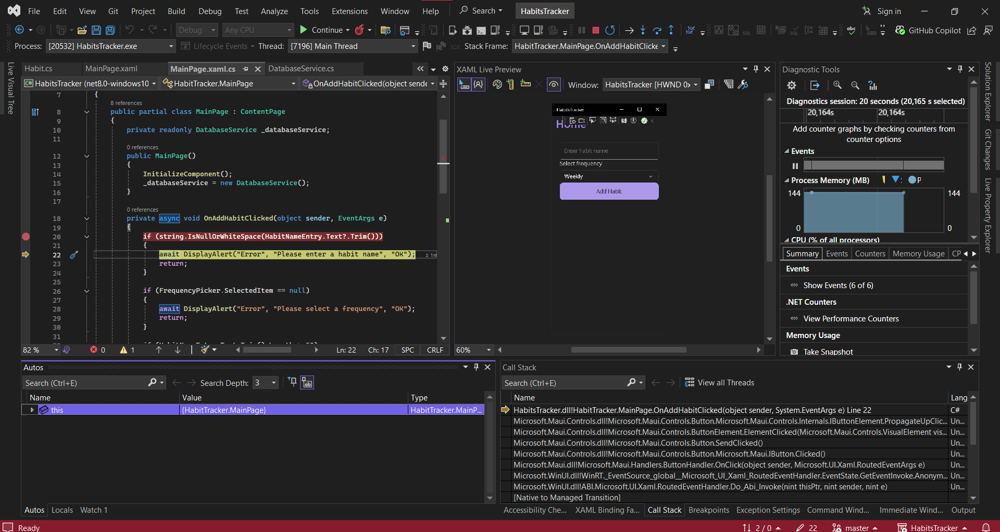 File Edit View Git Project Build Debug Test Analyze Tools Extensions Window Help Search HabitsTracker Sign in
Debug Any CPU Continue GitHub Copilot
Process: [20532] HabitsTracker.exe Lifecycle Events Thread: [7196] Main Thread Stack Frame: HabitTracker.MainPage.OnAddHabitClicke
Live Visual Tree
Habit.cs MainPage.xaml MainPage.xaml.cs DatabaseService.cs
HabitsTracker (net8.0-windows10 HabitTracker.MainPage OnAddHabitClicked(object sende
7 {
8 references
8 public partial class MainPage : ContentPage
9 {
10 private readonly DatabaseService _databaseService;
11
0 references
12 public MainPage()
13 {
14 InitializeComponent();
15 _databaseService = new DatabaseService();
16 }
17
0 references
18 private async void OnAddHabitClicked(object sender, EventArgs e)
19 {
20 if (string.IsNullOrWhiteSpace(HabitNameEntry.Text?.Trim()))
21 {
22 await DisplayAlert("Error", "Please enter a habit name", "OK"); ≤ 1m
23 return;
24 }
25
26 if (FrequencyPicker.SelectedItem == null)
27 {
28 await DisplayAlert("Error", "Please select a frequency", "OK");
29 return;
30 }
31
82 % 0 1 Ln: 22 Ch: 17 SPC CRLF
XAML Live Preview
Window: HabitsTracker [HWND 0x
HabitsTracker
Home
Enter habit name
Select frequency
Weekly
Add Habit
60%
Diagnostic Tools
Diagnostics session: 20 seconds (20,165 s selected)
20,164s 20,164s
Add counter graphs by checking counters from
counter options
Events
Process Memory (MB) P
144 144
0 0
CPU (% of all processors)
Summary Events Counters Memory Usage CP
Events
Show Events (6 of 6)
.NET Counters
View Performance Counters
Memory Usage
Take Snapshot
Solution Explorer
Git Changes
Live Property Explorer
Autos
Search (Ctrl+E) Search Depth: 3
Name Value Type
this {HabitTracker.MainPage} HabitTracker.MainP...
Autos Locals Watch 1
Call Stack
Search (Ctrl+E) View all Threads
Name Lang
HabitsTracker.dll!HabitTracker.MainPage.OnAddHabitClicked(object sender, System.EventArgs e) Line 22 C#
Microsoft.Maui.Controls.dll!Microsoft.Maui.Controls.Button.Microsoft.Maui.Controls.Internals.IButtonElement.PropagateUpClic... Un...
Microsoft.Maui.Controls.dll!Microsoft.Maui.Controls.ButtonElement.ElementClicked(Microsoft.Maui.Controls.VisualElement vis... Un...
Microsoft.Maui.Controls.dll!Microsoft.Maui.Controls.Button.SendClicked() Un...
Microsoft.Maui.Controls.dll!Microsoft.Maui.Controls.Button.Microsoft.Maui.IButton.Clicked() Un...
Microsoft.Maui.dll!Microsoft.Maui.Handlers.ButtonHandler.OnClick(object sender, Microsoft.UI.Xaml.RoutedEventArgs e) Un...
Microsoft.WinUI.dll!WinRT._EventSource_global__Microsoft_UI_Xaml_RoutedEventHandler.EventState.GetEventInvoke.Anonym... Un...
Microsoft.WinUI.dll!ABI.Microsoft.UI.Xaml.RoutedEventHandler.Do_Abi_Invoke(nint thisPtr, nint sender, nint e) Un...
[Native to Managed Transition]
Accessibility Che... XAML Binding Fa... Call Stack Breakpoints Exception Settings Command Wind... Immediate Wind... Output
Ready 2 / 0 22 master HabitsTracker